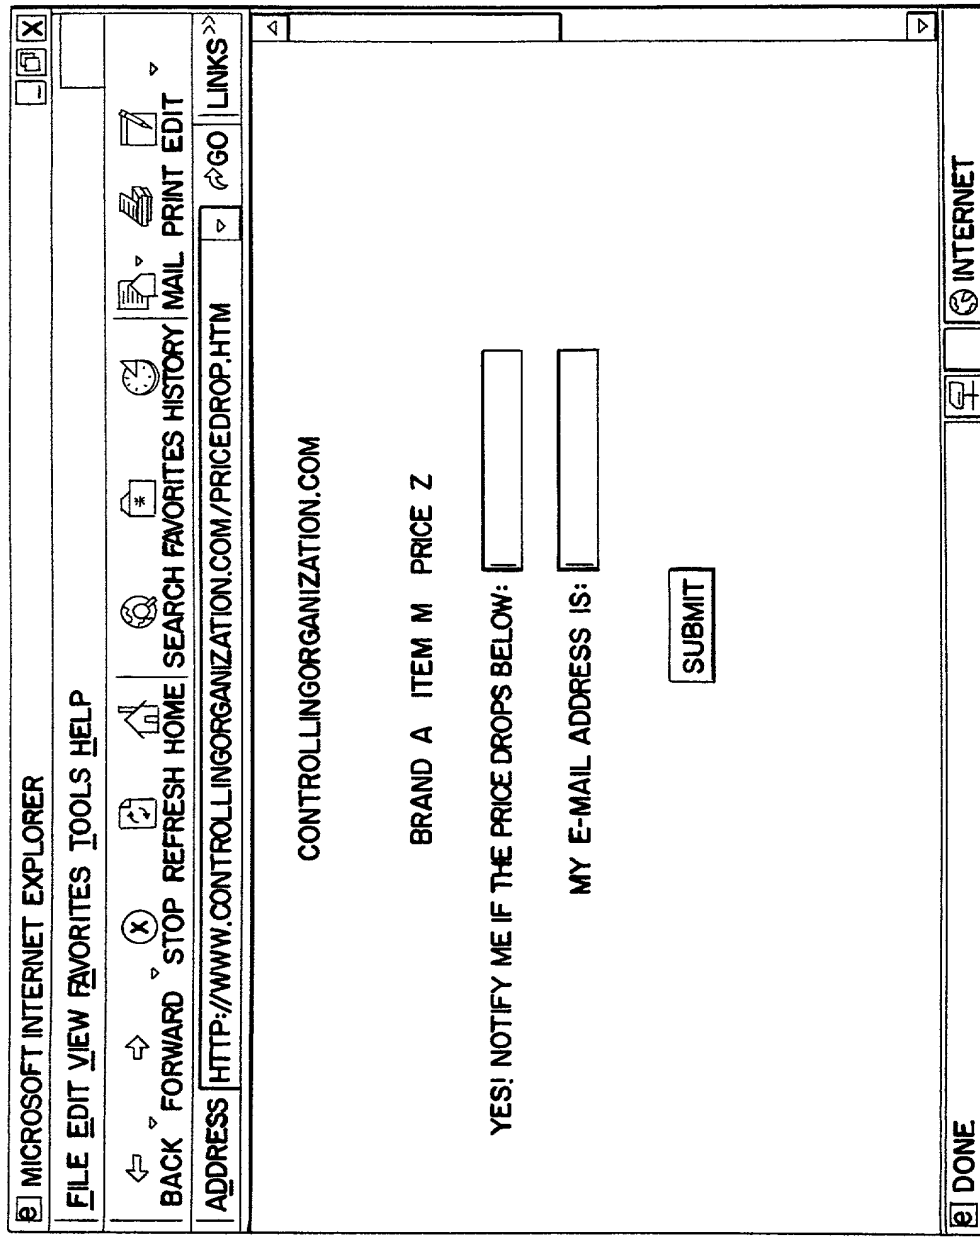 MICROSOFT INTERNET EXPLORER
FILE EDIT VIEW FAVORITES TOOLS HELP
BACK FORWARD STOP REFRESH HOME SEARCH FAVORITES HISTORY MAIL PRINT EDIT
ADDRESS HTTP://WWW.CONTROLLINGORGANIZATION.COM/PRICEDROP.HTM GO LINKS >>
CONTROLLINGORGANIZATION.COM
BRAND A ITEM M PRICE Z
YES! NOTIFY ME IF THE PRICE DROPS BELOW:
MY E-MAIL ADDRESS IS:
SUBMIT
DONE INTERNET